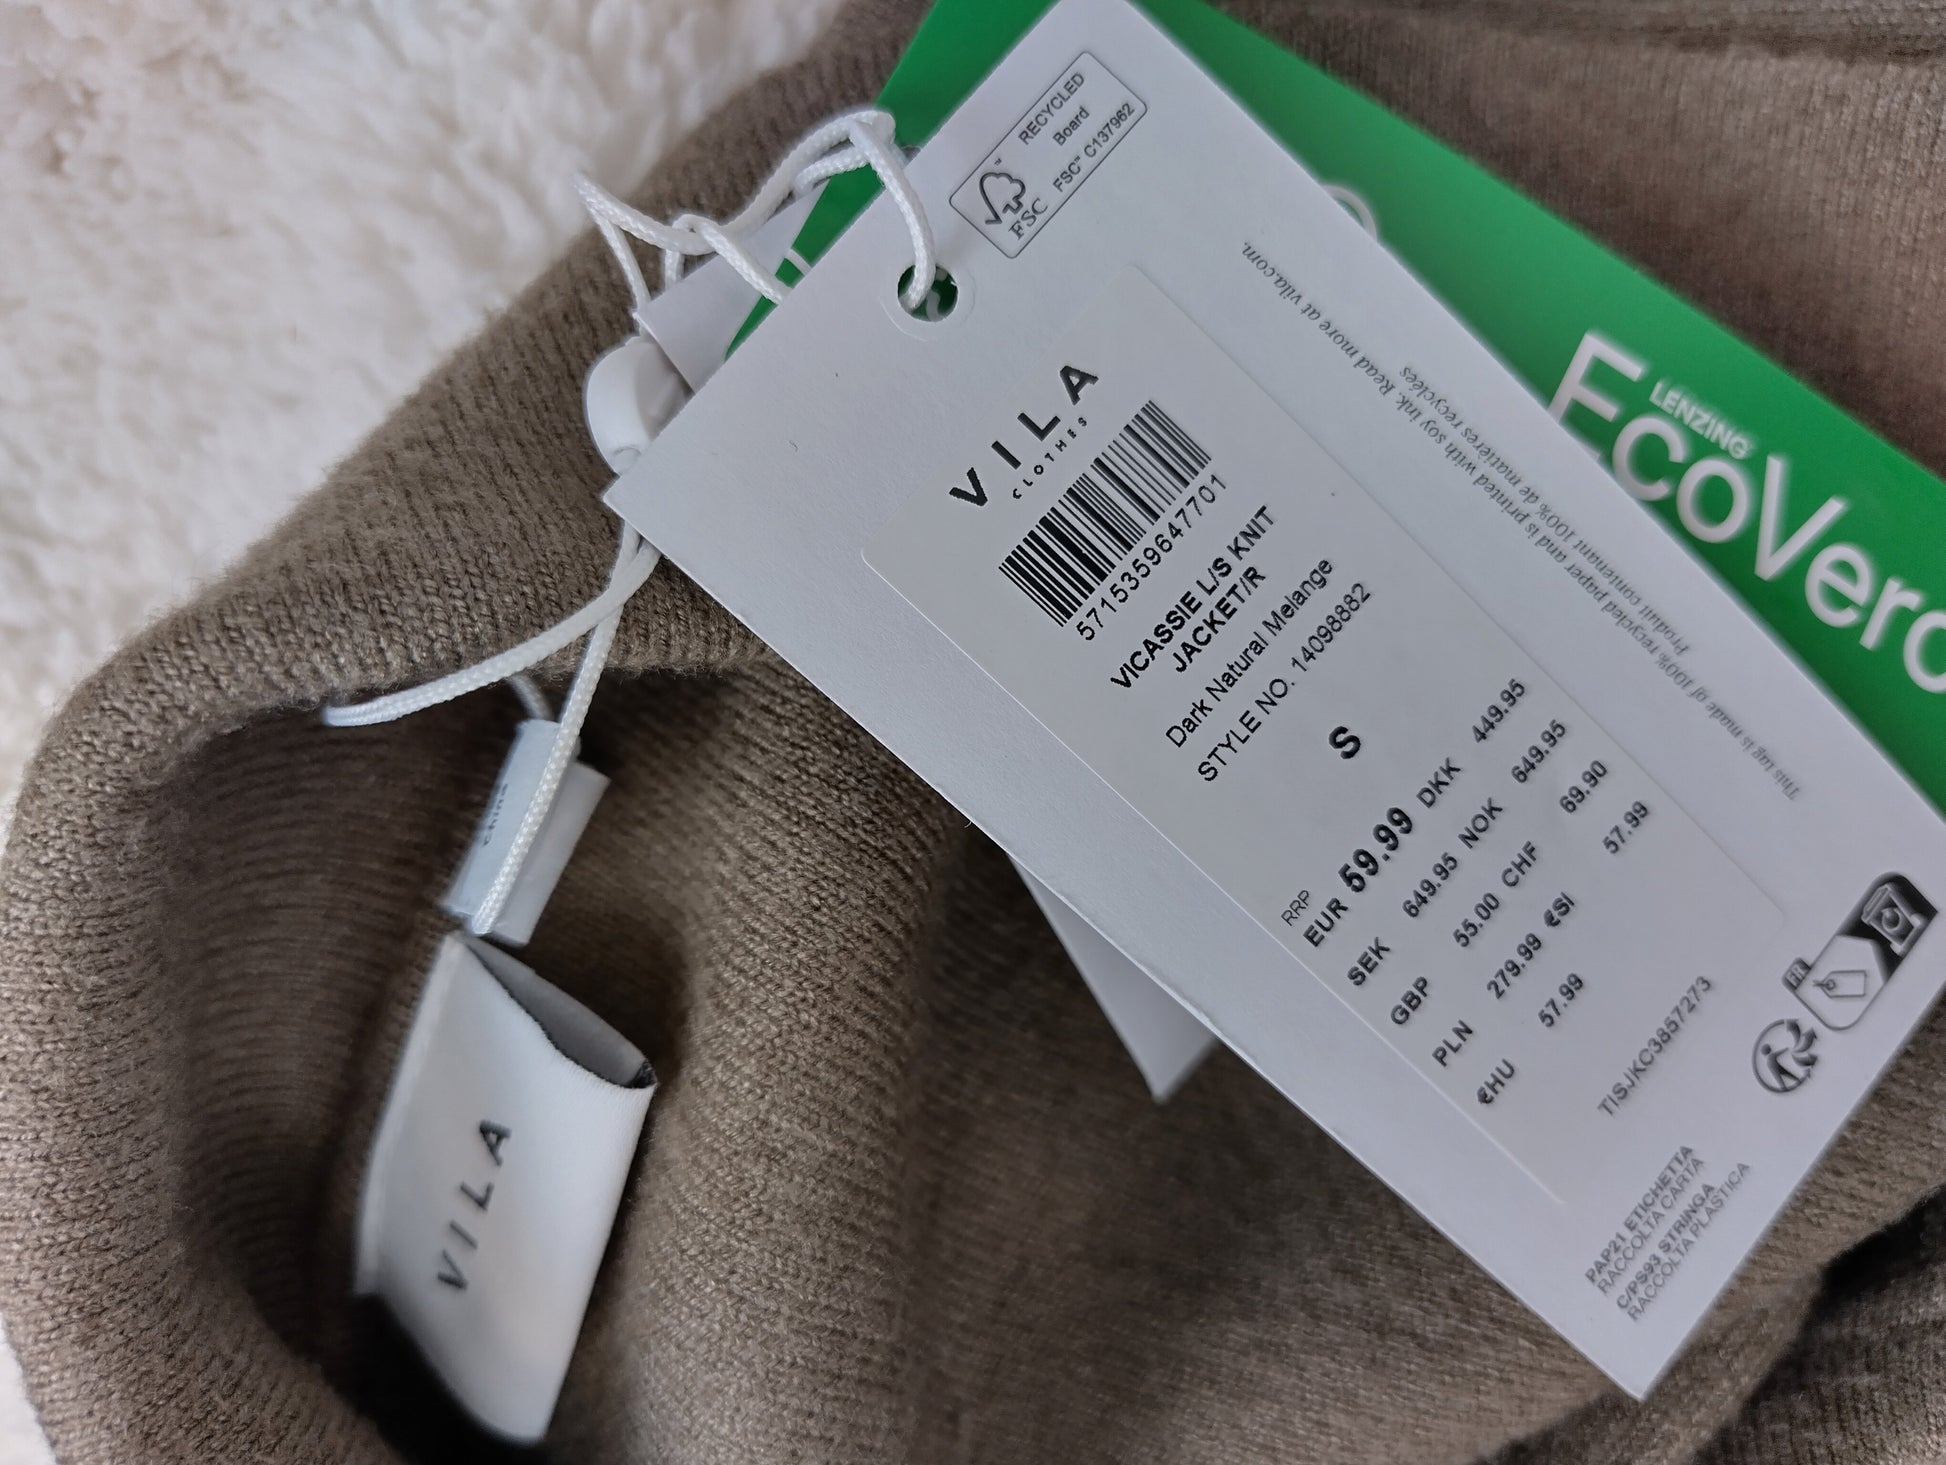 RECYCLED
Board
FSC™ C137962
FSC
VILA
CLOTHES
5715359647701
VICASSIE L/S KNIT
JACKET/R
Dark Natural Melange
STYLE NO. 14098882
S
RRP
EUR 59.99 DKK 449.95
SEK 649.95 NOK 649.95
GBP 55.00 CHF 69.90
PLN 279.99 €SI 57.99
€HU 57.99
TISJKC3857273
FR
PAP21 ETICHETTA
RACCOLTA CARTA
C/PS93 STRINGA
RACCOLTA PLASTICA
This tag is made of 100% recycled paper and is printed with soy ink. Read more at vila.com.
Produit contenant 100% de matières recyclées
LENZING
EcoVero
China
VILA